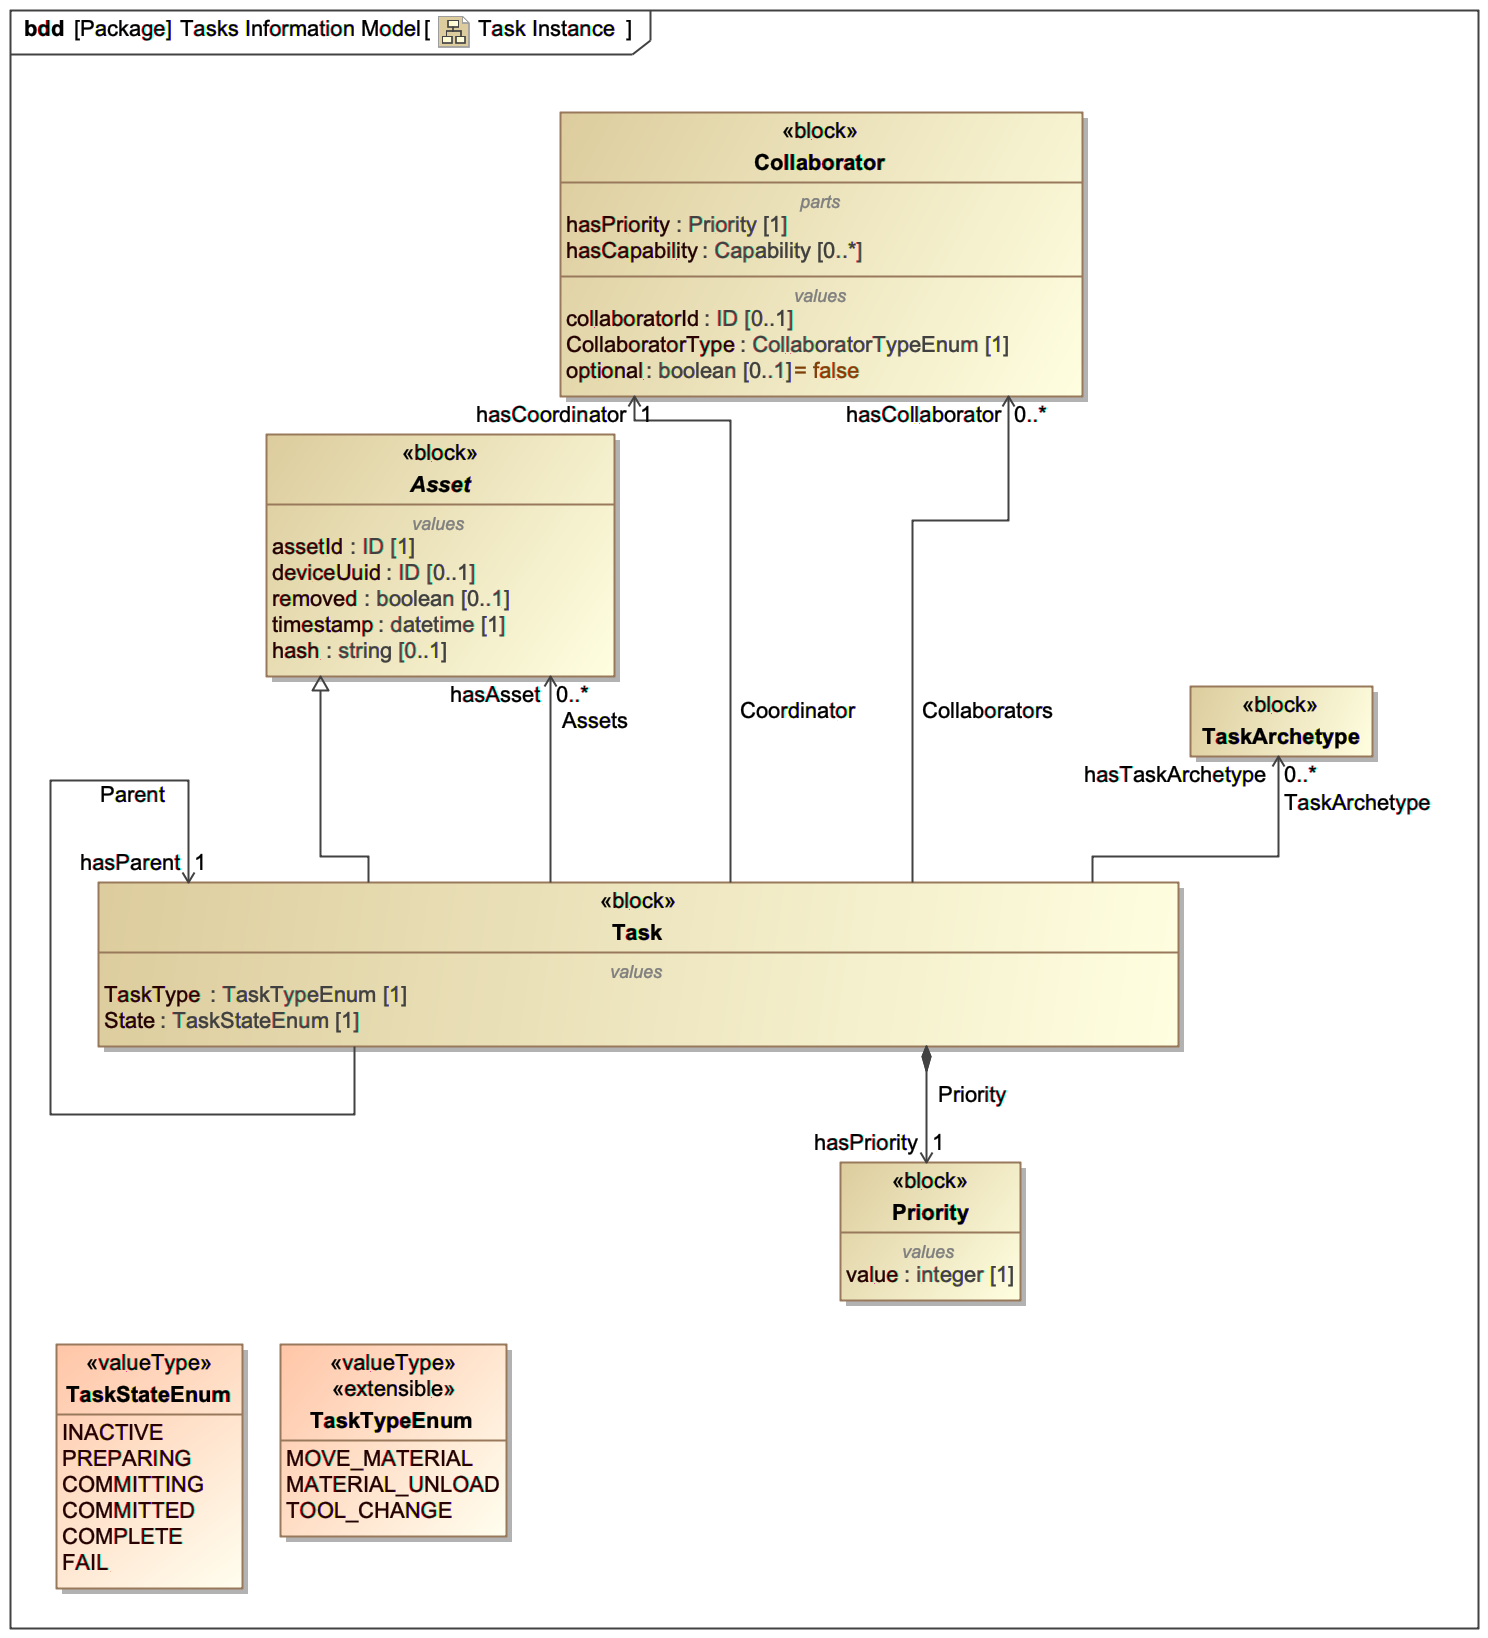 bdd [Package] Tasks Information Model [ Task Instance ]
«block»
Collaborator
parts
hasPriority : Priority [1]
hasCapability : Capability [0..*]
values
collaboratorId : ID [0..1]
CollaboratorType : CollaboratorTypeEnum [1]
optional : boolean [0..1] = false
hasCoordinator 1
hasCollaborator 0..*
«block»
Asset
values
assetId : ID [1]
deviceUuid : ID [0..1]
removed : boolean [0..1]
timestamp : datetime [1]
hash : string [0..1]
hasAsset 0..*
Assets
Coordinator
Collaborators
«block»
TaskArchetype
hasTaskArchetype 0..*
TaskArchetype
Parent
hasParent 1
«block»
Task
values
TaskType : TaskTypeEnum [1]
State : TaskStateEnum [1]
Priority
hasPriority 1
«block»
Priority
values
value : integer [1]
«valueType»
TaskStateEnum
INACTIVE
PREPARING
COMMITTING
COMMITTED
COMPLETE
FAIL
«valueType»
«extensible»
TaskTypeEnum
MOVE_MATERIAL
MATERIAL_UNLOAD
TOOL_CHANGE